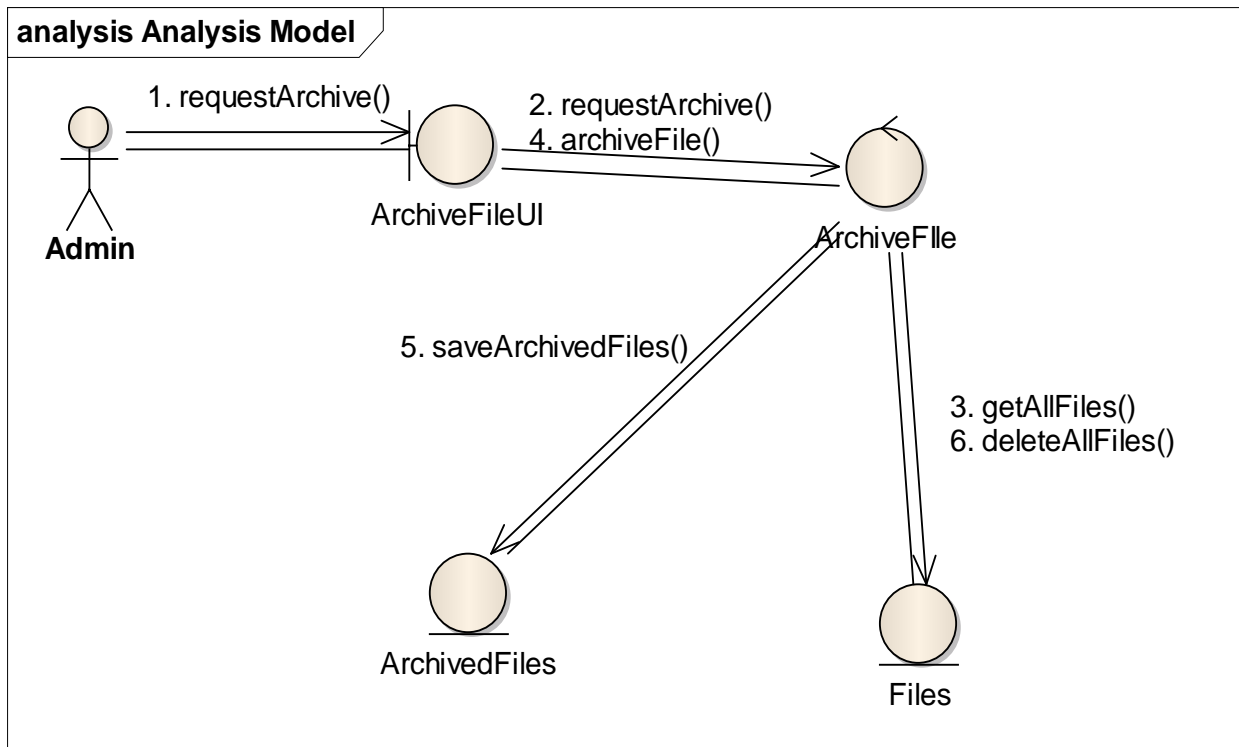 analysis Analysis Model
1. requestArchive()
2. requestArchive()
4. archiveFile()
Admin
ArchiveFileUI
ArchiveFIle
5. saveArchivedFiles()
3. getAllFiles()
6. deleteAllFiles()
ArchivedFiles
Files